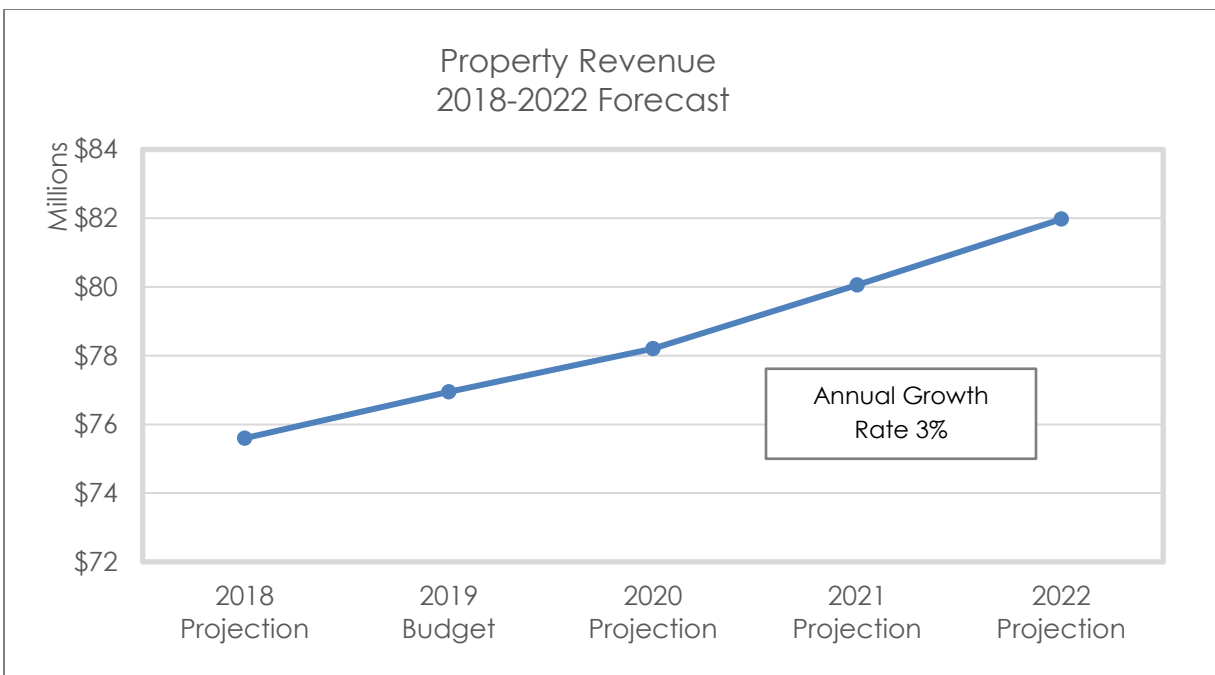 Property Revenue
2018-2022 Forecast
Millions
$84
$82
$80
$78
$76
$74
$72
Annual Growth
Rate 3%
2018 2019 2020 2021 2022
Projection Budget Projection Projection Projection